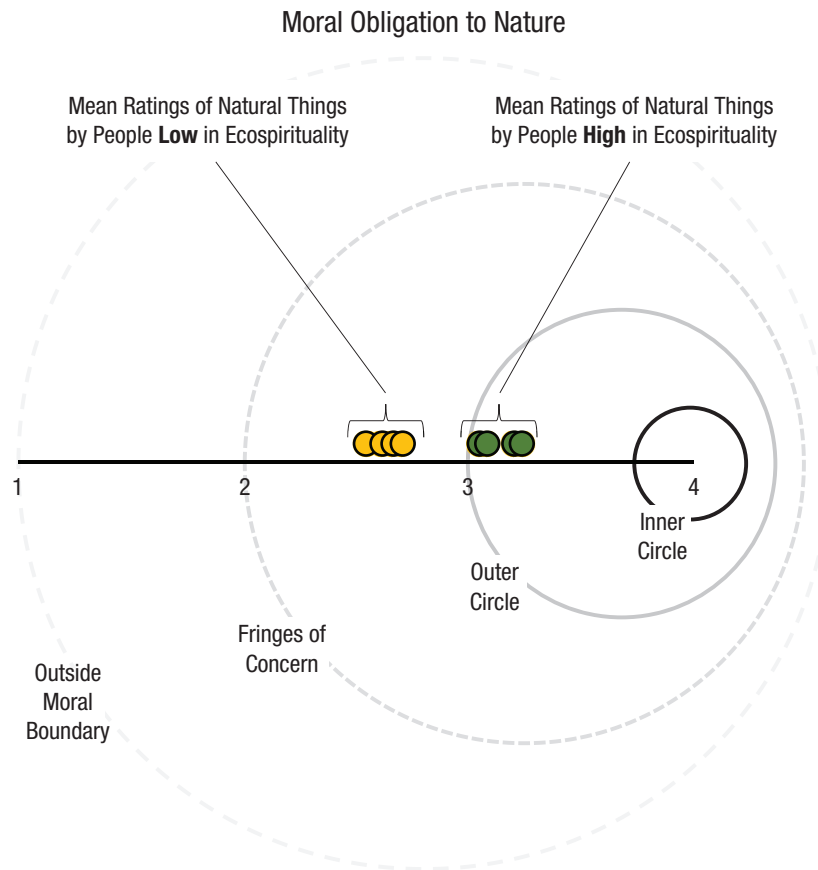 Moral Obligation to Nature
Mean Ratings of Natural Things
by People Low in Ecospirituality
Mean Ratings of Natural Things
by People High in Ecospirituality
1
2
3
4
Inner
Circle
Outer
Circle
Fringes of
Concern
Outside
Moral
Boundary